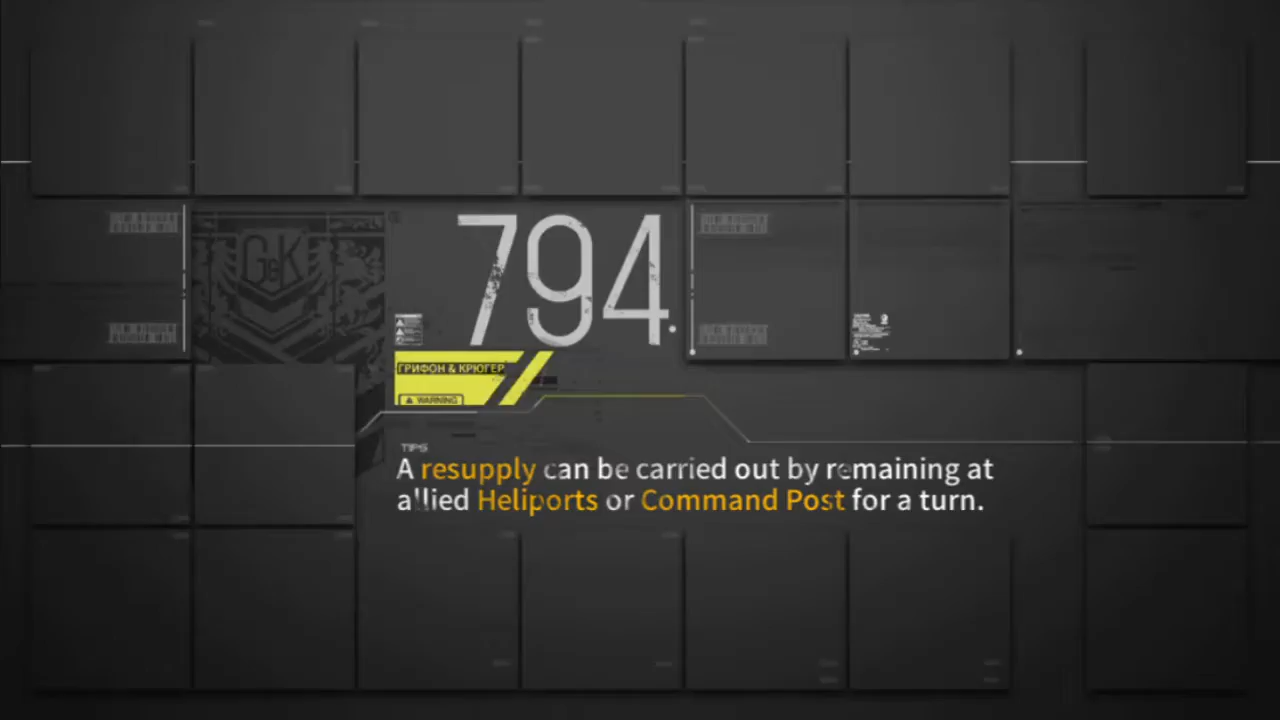 G&K
794.
ГРИФОН & КРЮГЕР
WARNING
TIPS
A resupply can be carried out by remaining at
allied Heliports or Command Post for a turn.